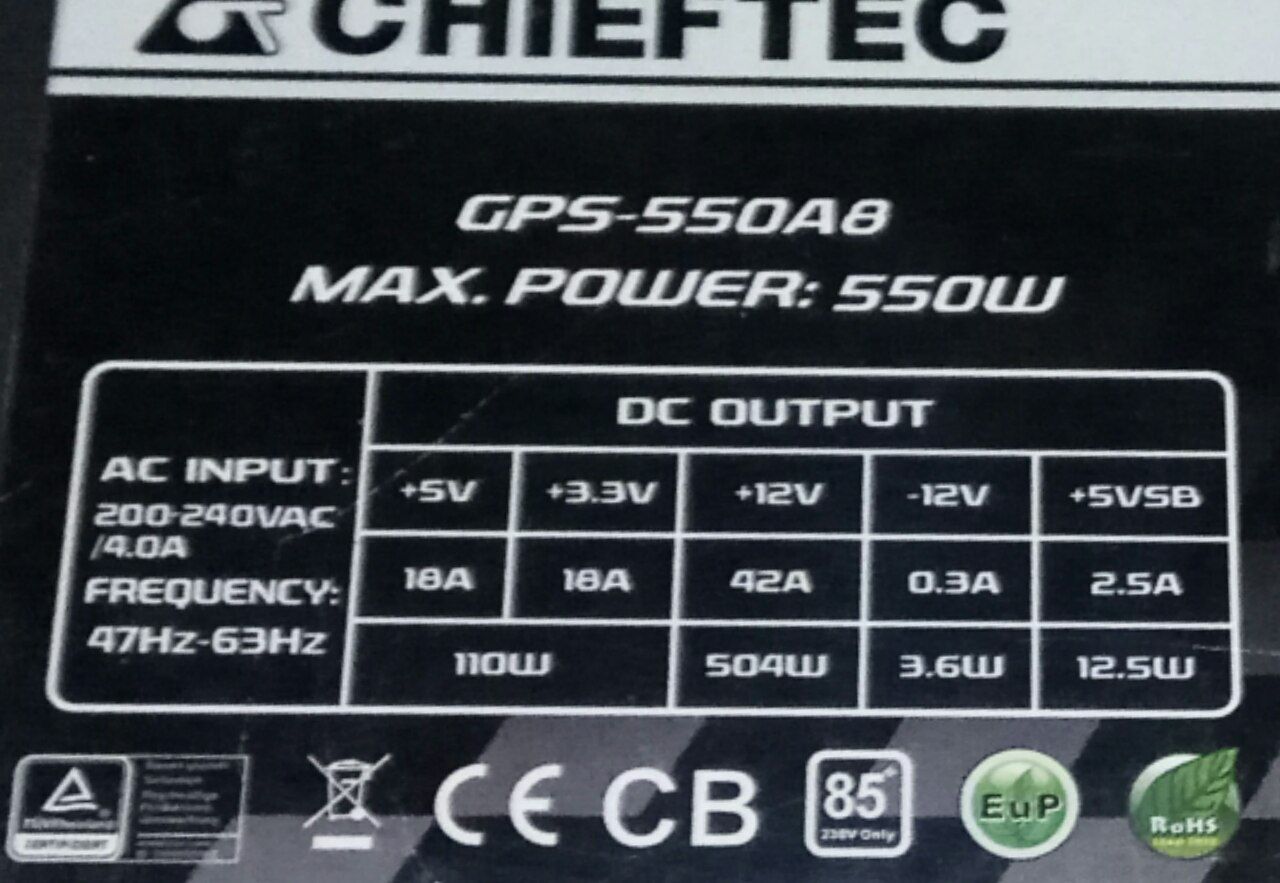 CHIEFTEC
GPS-550A8
MAX. POWER: 550W
DC OUTPUT
AC INPUT:
200-240VAC
/4.0A
FREQUENCY:
47Hz-63Hz
+5V +3.3V +12V -12V +5VSB
18A 18A 42A 0.3A 2.5A
110W 504W 3.6W 12.5W
TÜVRheinland
CERTIFIED
CE CB
85+
230V Only
EuP
RoHS